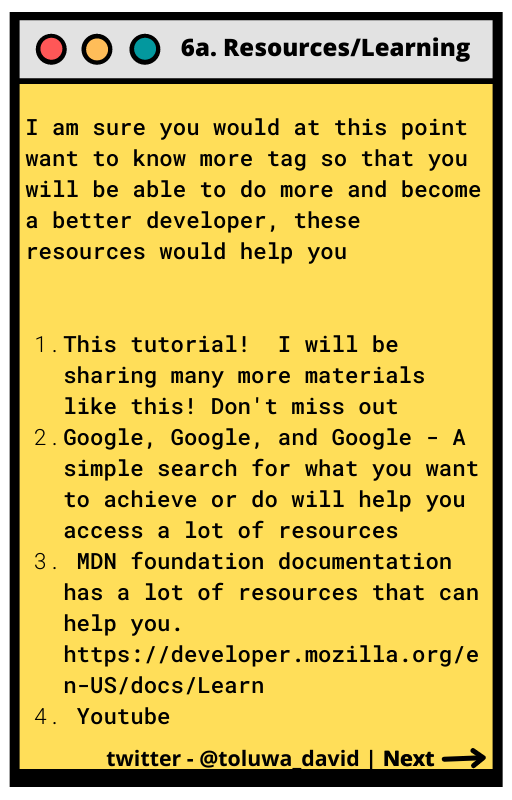 6a. Resources/Learning
I am sure you would at this point
want to know more tag so that you
will be able to do more and become
a better developer, these
resources would help you
1. This tutorial!  I will be
sharing many more materials
like this! Don't miss out
2. Google, Google, and Google - A
simple search for what you want
to achieve or do will help you
access a lot of resources
3. MDN foundation documentation
has a lot of resources that can
help you.
https://developer.mozilla.org/e
n-US/docs/Learn
4. Youtube
twitter - @toluwa_david | Next